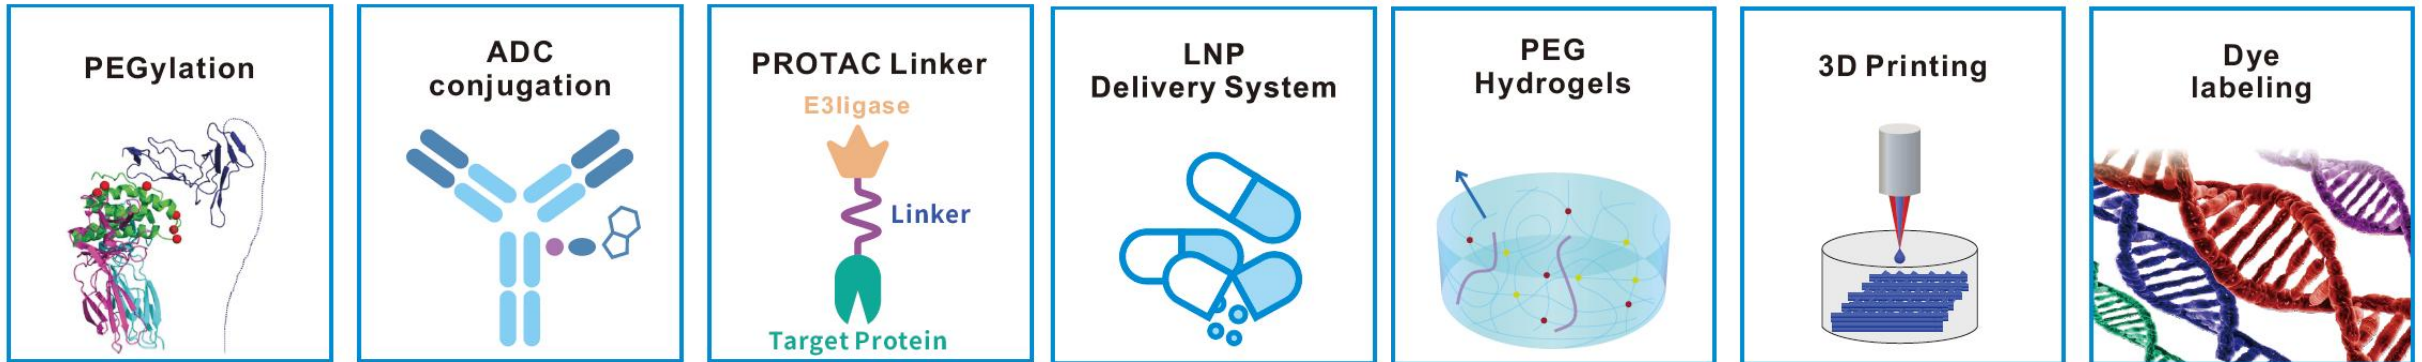 PEGylation
ADC
conjugation
PROTAC Linker
E3ligase
Linker
Target Protein
LNP
Delivery System
PEG
Hydrogels
3D Printing
Dye
labeling